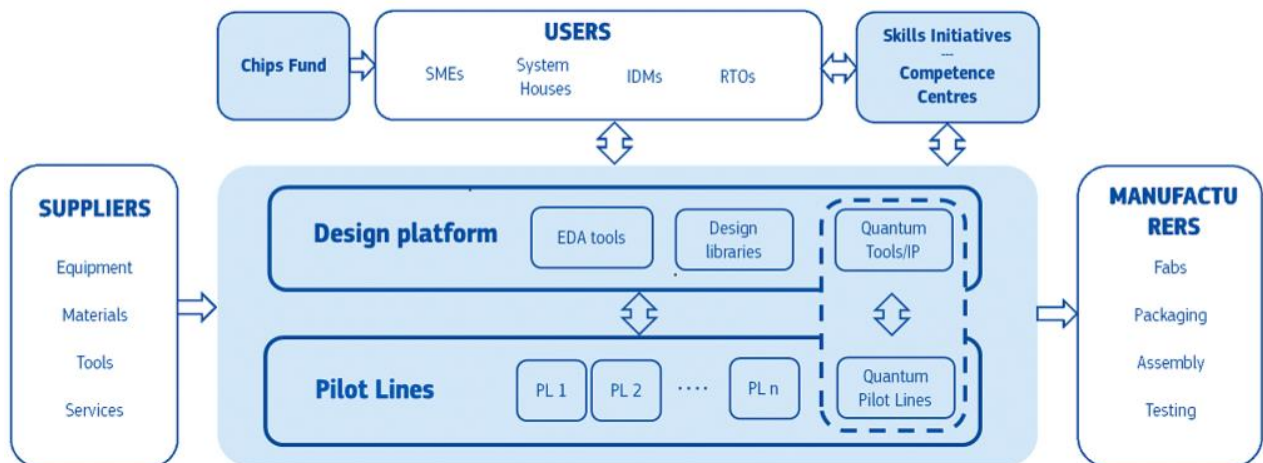 Chips Fund
USERS
SMEs
System
Houses
IDMs
RTOs
Skills Initiatives
---
Competence
Centres
SUPPLIERS
Equipment
Materials
Tools
Services
Design platform
EDA tools
Design
libraries
Quantum
Tools/IP
Pilot Lines
PL 1
PL 2
....
PL n
Quantum
Pilot Lines
MANUFACTU
RERS
Fabs
Packaging
Assembly
Testing